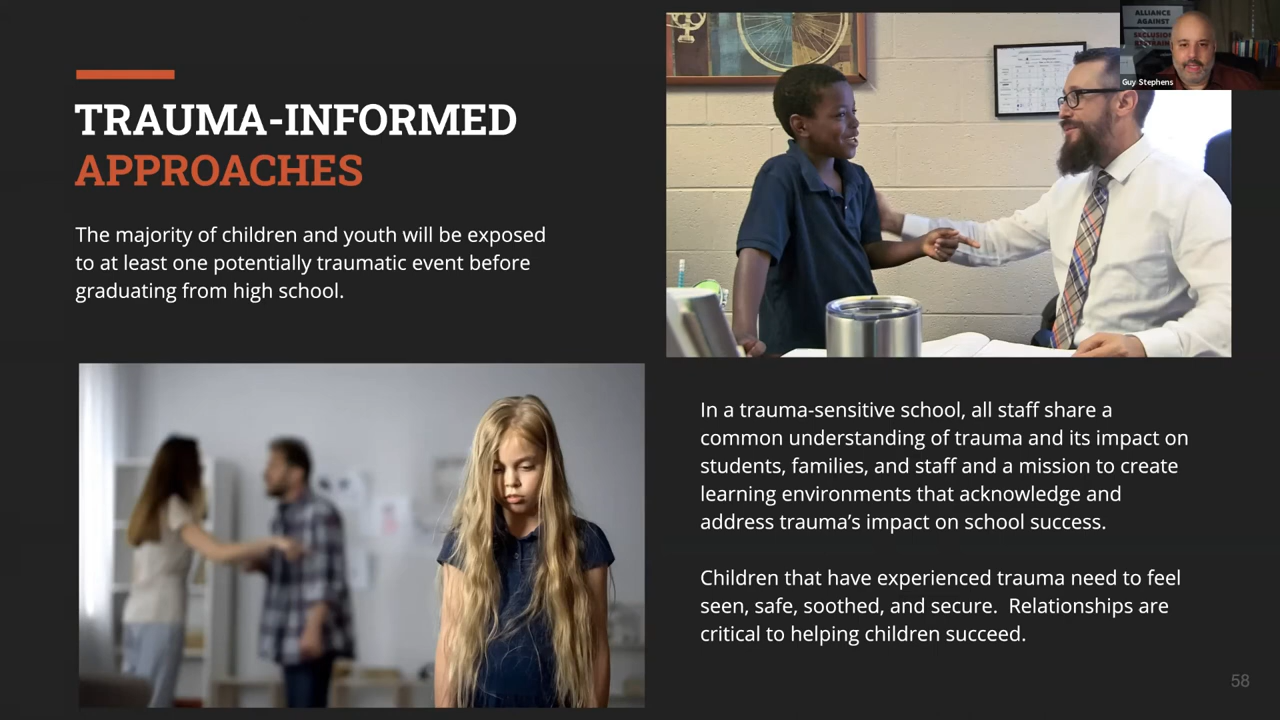 TRAUMA-INFORMED
APPROACHES
The majority of children and youth will be exposed
to at least one potentially traumatic event before
graduating from high school.
ALLIANCE
AGAINST
SECLUSION
RESTRAINT
Guy Stephens
In a trauma-sensitive school, all staff share a
common understanding of trauma and its impact on
students, families, and staff and a mission to create
learning environments that acknowledge and
address trauma’s impact on school success.
Children that have experienced trauma need to feel
seen, safe, soothed, and secure.  Relationships are
critical to helping children succeed.
58